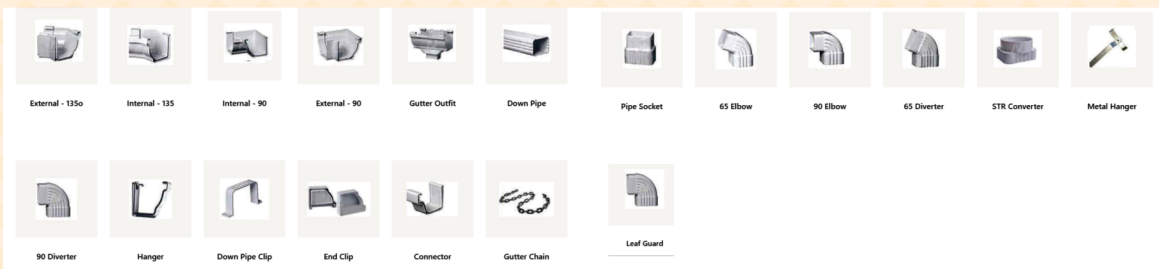 External - 135o
Internal - 135
Internal - 90
External - 90
Gutter Outfit
Down Pipe
Pipe Socket
65 Elbow
90 Elbow
65 Diverter
STR Converter
Metal Hanger
90 Diverter
Hanger
Down Pipe Clip
End Clip
Connector
Gutter Chain
Leaf Guard